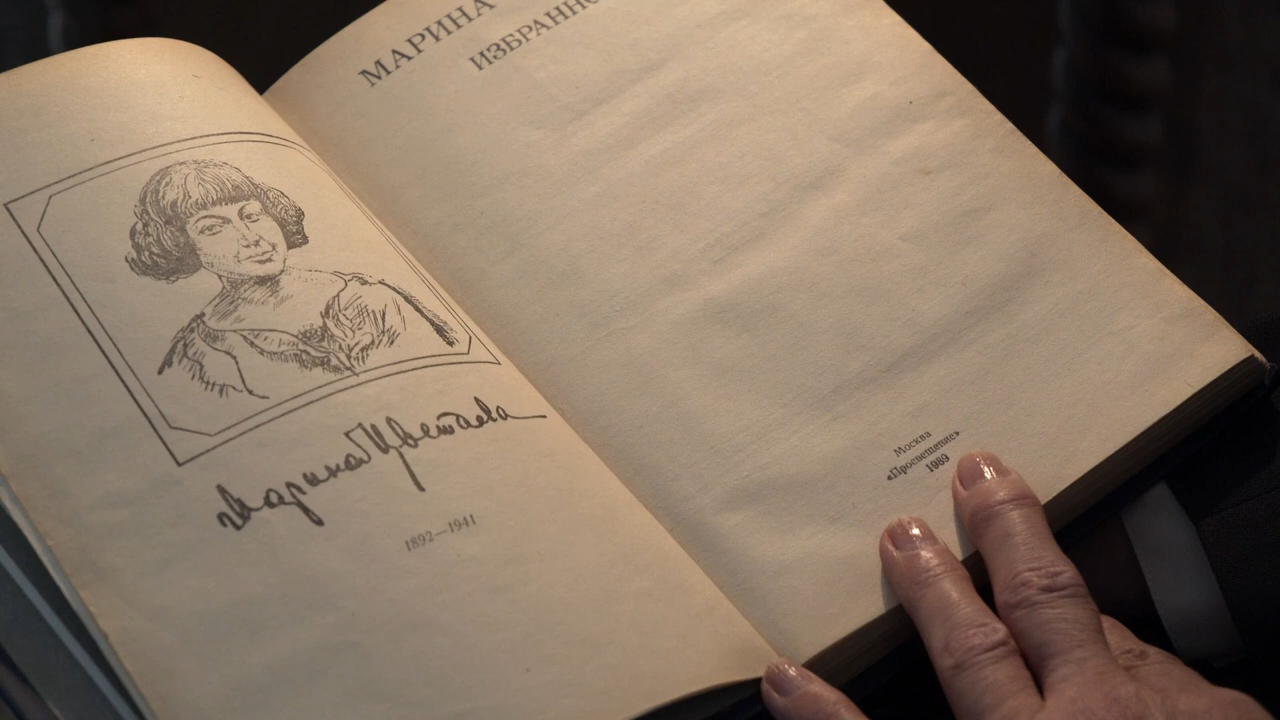 Марина Цветаева
1892—1941
МАРИНА
ИЗБРАННО
Москва
«Просвещение»
1989